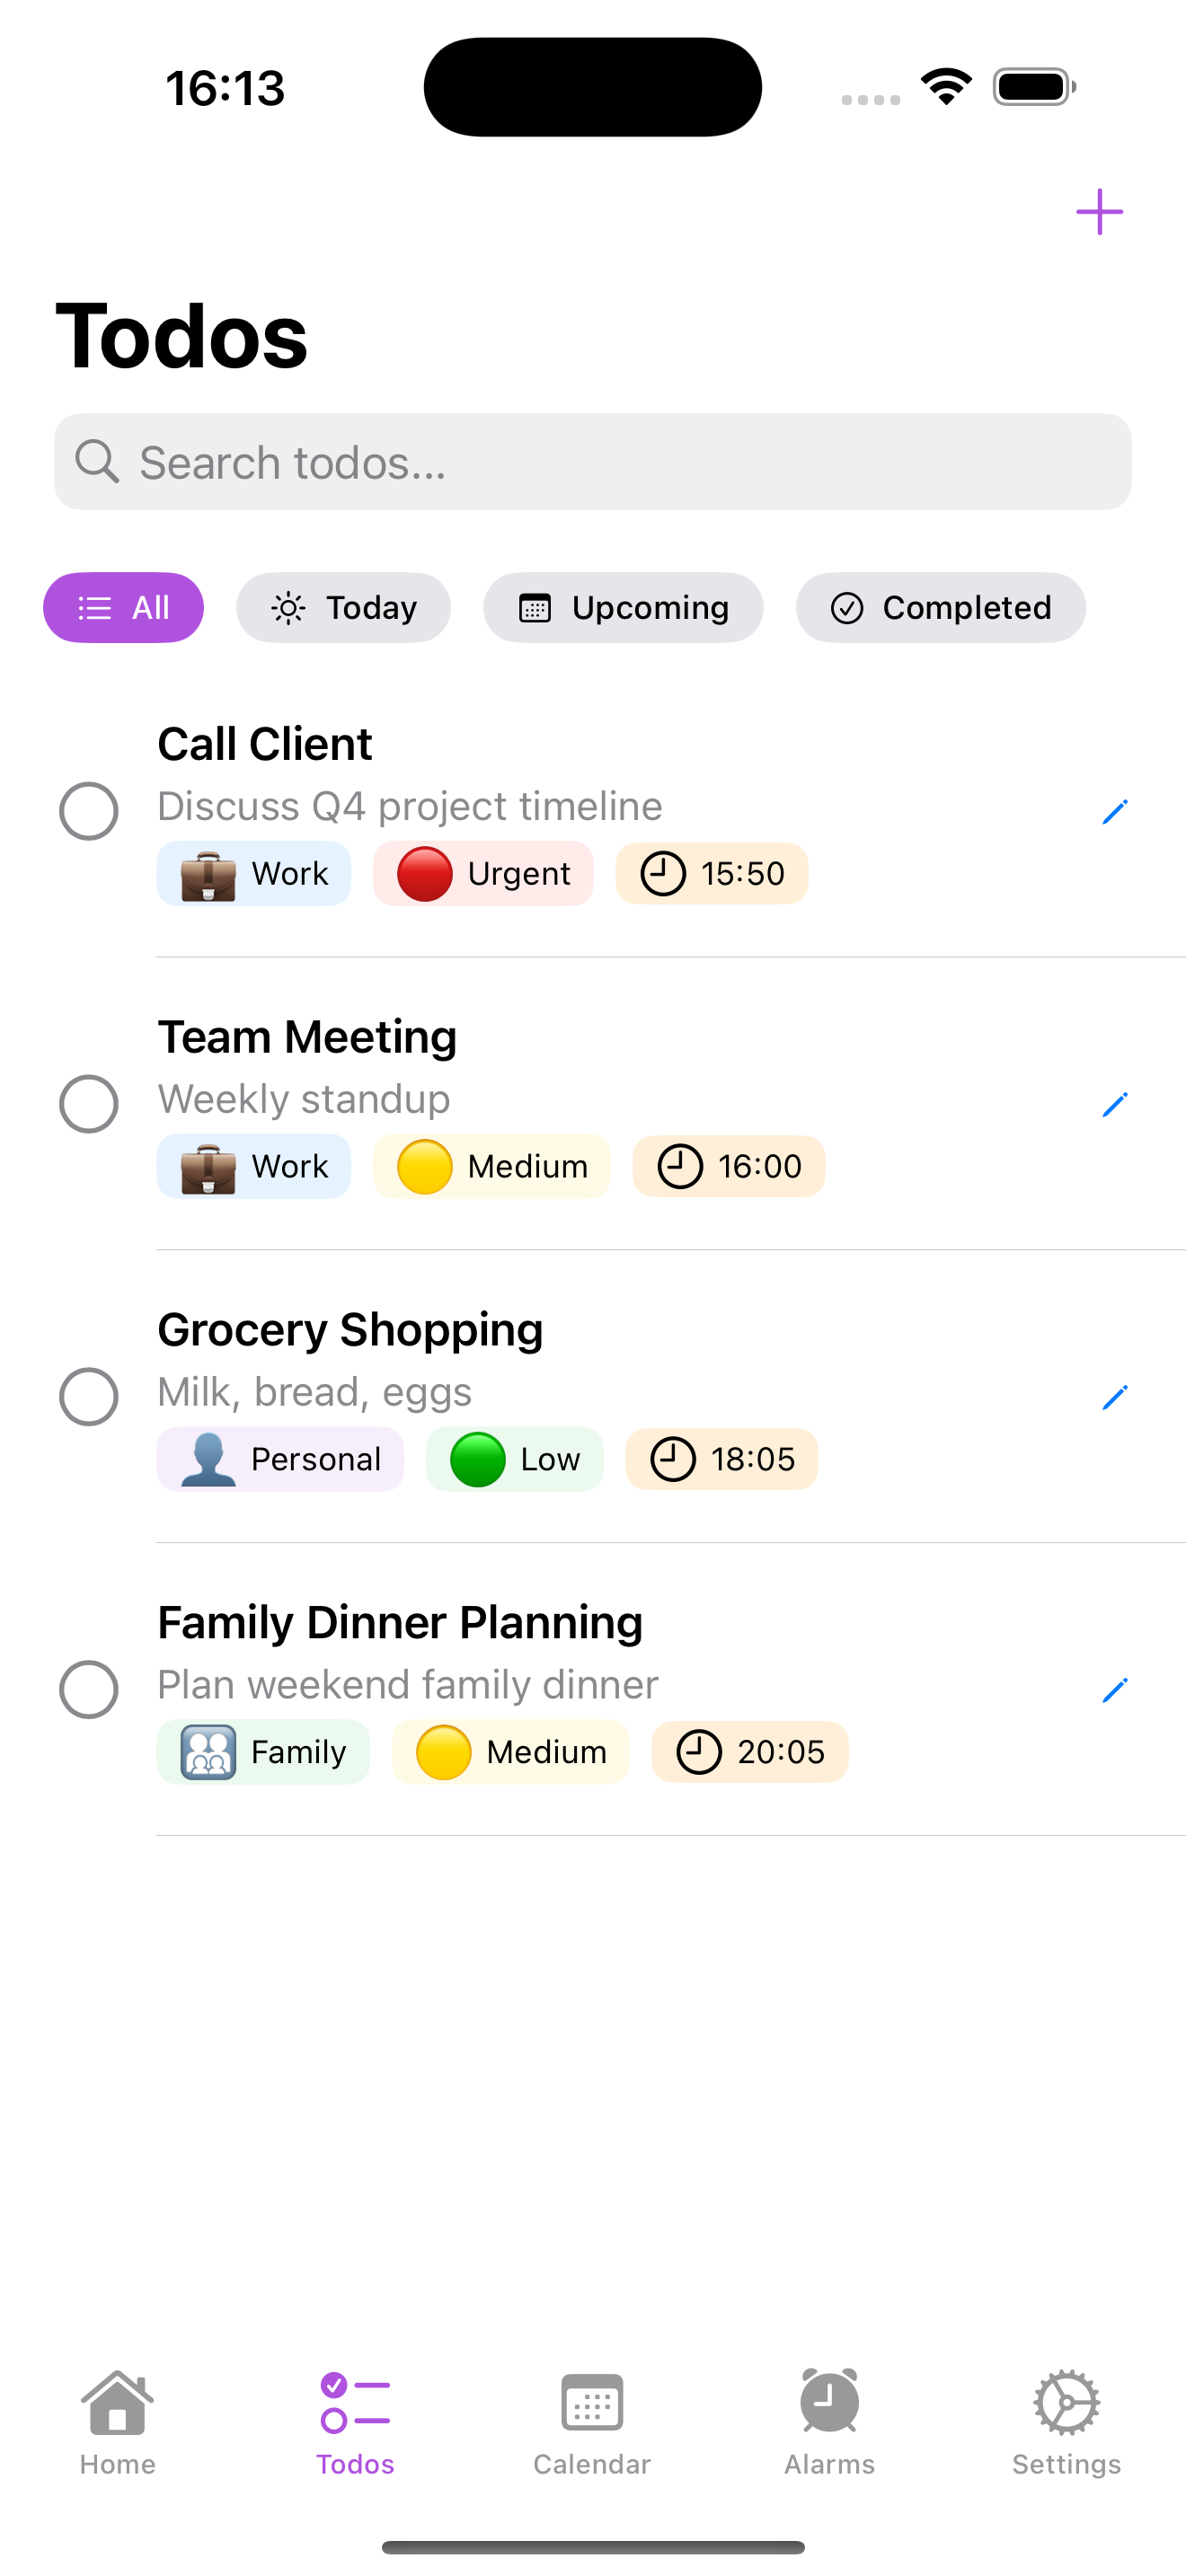 16:13
Todos
Search todos...
All Today Upcoming Completed
Call Client
Discuss Q4 project timeline
Work Urgent 15:50
Team Meeting
Weekly standup
Work Medium 16:00
Grocery Shopping
Milk, bread, eggs
Personal Low 18:05
Family Dinner Planning
Plan weekend family dinner
Family Medium 20:05
Home Todos Calendar Alarms Settings